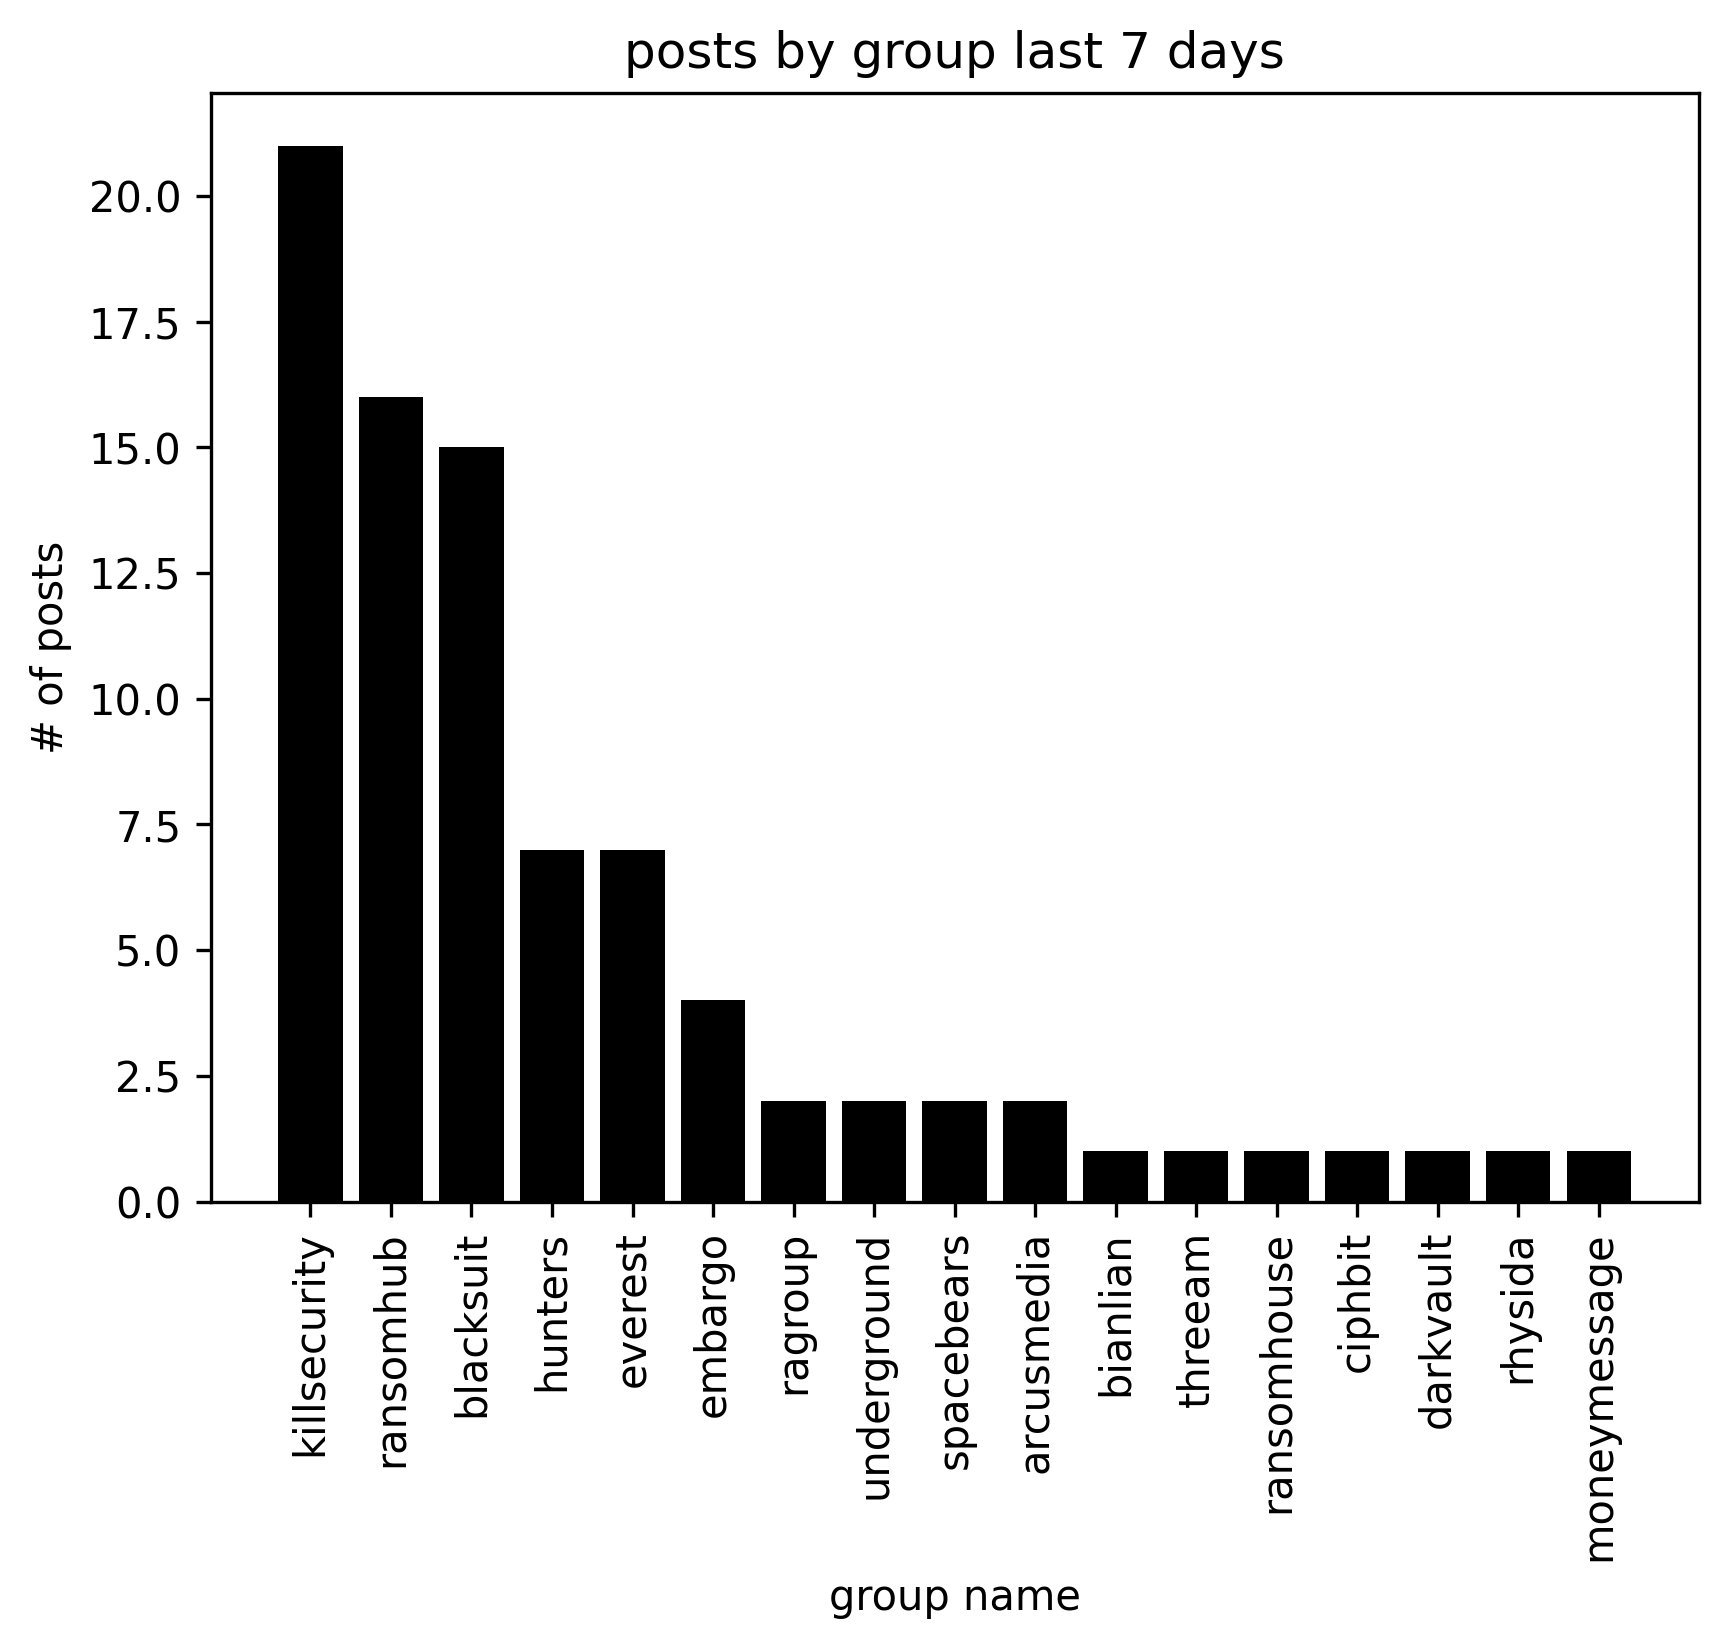 posts by group last 7 days
20.0
17.5
15.0
12.5
10.0
7.5
5.0
2.5
0.0
# of posts
killsecurity
ransomhub
blacksuit
hunters
everest
embargo
ragroup
underground
spacebears
arcusmedia
bianlian
threeam
ransomhouse
ciphbit
darkvault
rhysida
moneymessage
group name